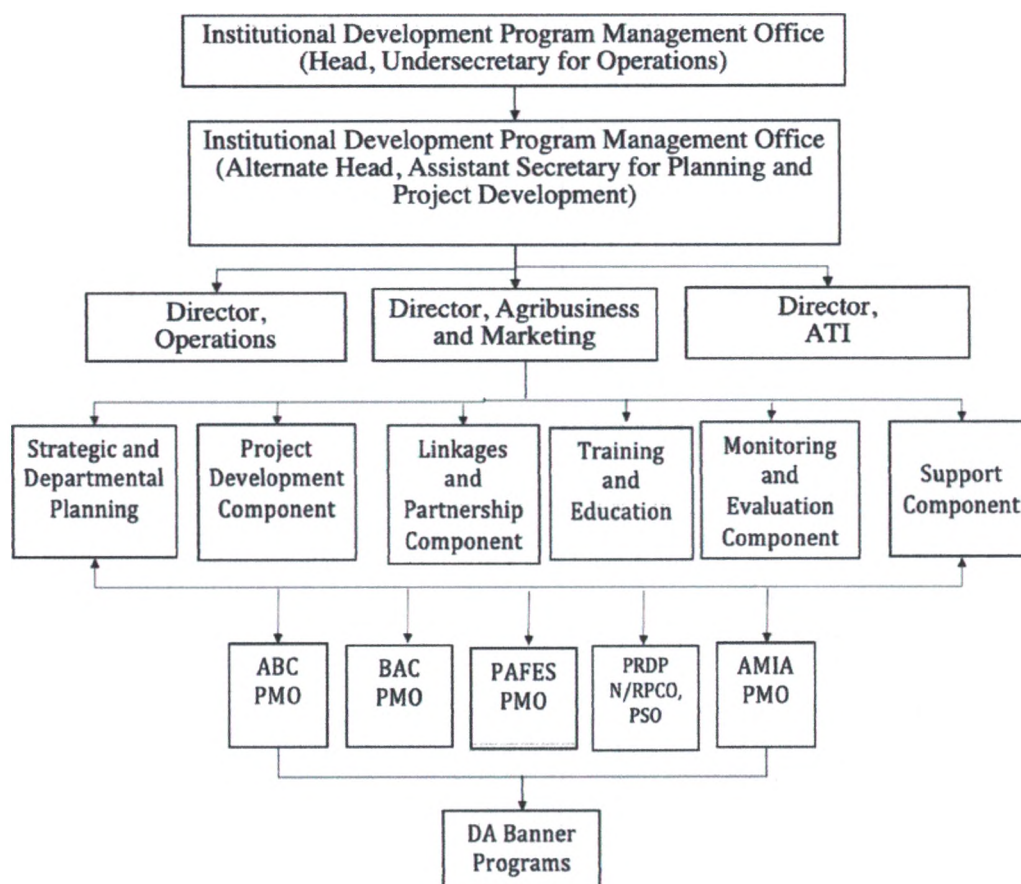 Institutional Development Program Management Office
(Head, Undersecretary for Operations)
Institutional Development Program Management Office
(Alternate Head, Assistant Secretary for Planning and
Project Development)
Director,
Operations
Director, Agribusiness
and Marketing
Director,
ATI
Strategic and
Departmental
Planning
Project
Development
Component
Linkages
and
Partnership
Component
Training
and
Education
Monitoring
and
Evaluation
Component
Support
Component
ABC
PMO
BAC
PMO
PAFES
PMO
PRDP
N/RPCO,
PSO
AMIA
PMO
DA Banner
Programs